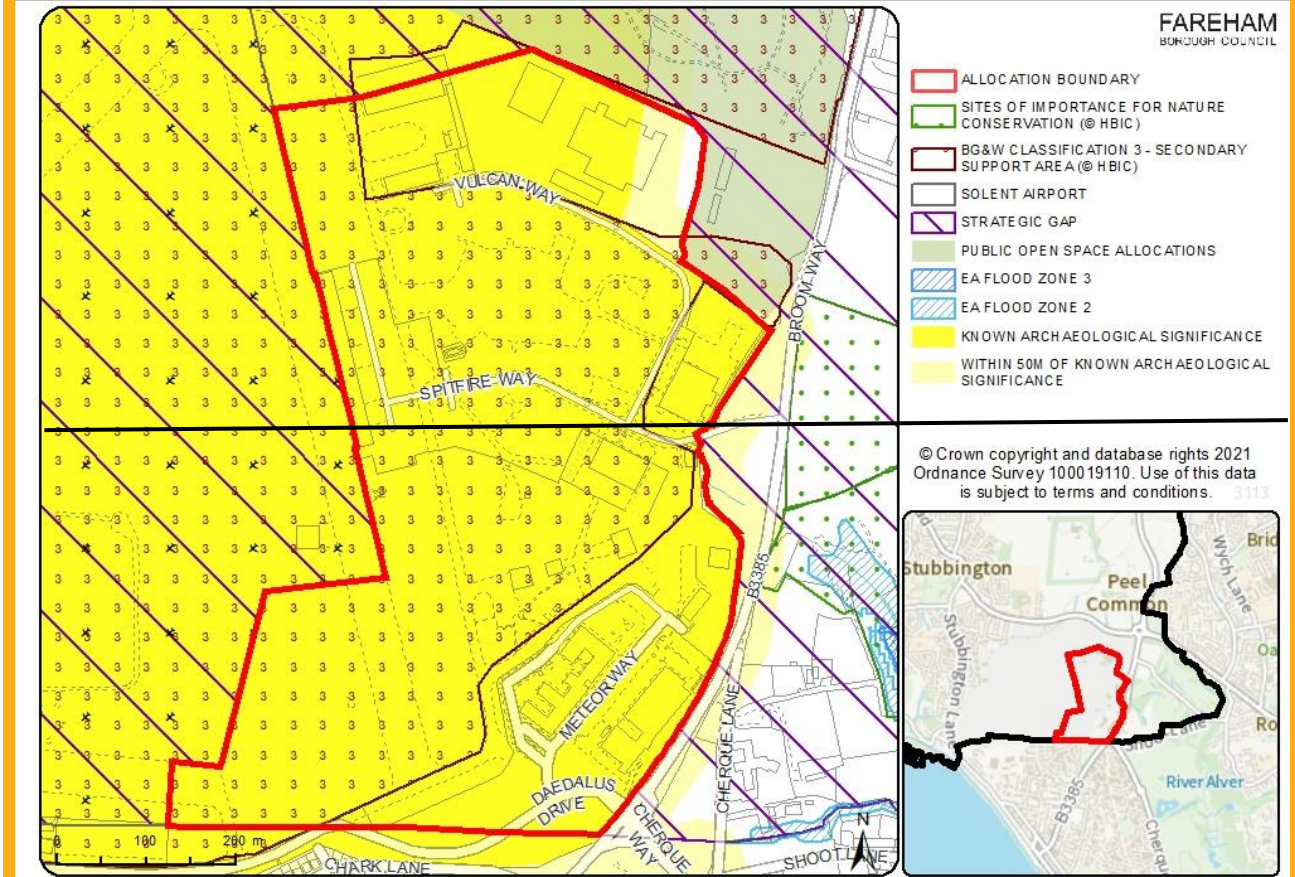 FAREHAM
BOROUGH COUNCIL
ALLOCATION BOUNDARY
SITES OF IMPORTANCE FOR NATURE
CONSERVATION (© HBIC)
BG&W CLASSIFICATION 3 - SECONDARY
SUPPORT AREA (© HBIC)
SOLENT AIRPORT
STRATEGIC GAP
PUBLIC OPEN SPACE ALLOCATIONS
EA FLOOD ZONE 3
EA FLOOD ZONE 2
KNOWN ARCHAEOLOGICAL SIGNIFICANCE
WITHIN 50M OF KNOWN ARCHAEOLOGICAL
SIGNIFICANCE
VULCAN WAY
BROOM WAY
SPITFIRE WAY
B3385
METEOR WAY
CHERQUE LANE
DAEDALUS
DRIVE
CHERQUE
WAY
CHARK LANE
SHOOT LANE
N
0 100 200 m
© Crown copyright and database rights 2021
Ordnance Survey 100019110. Use of this data
is subject to terms and conditions. 3113
Stubbington
Peel
Common
Wych Lane
Stubbington Lane
Shoot Lane
River Alver
B3385